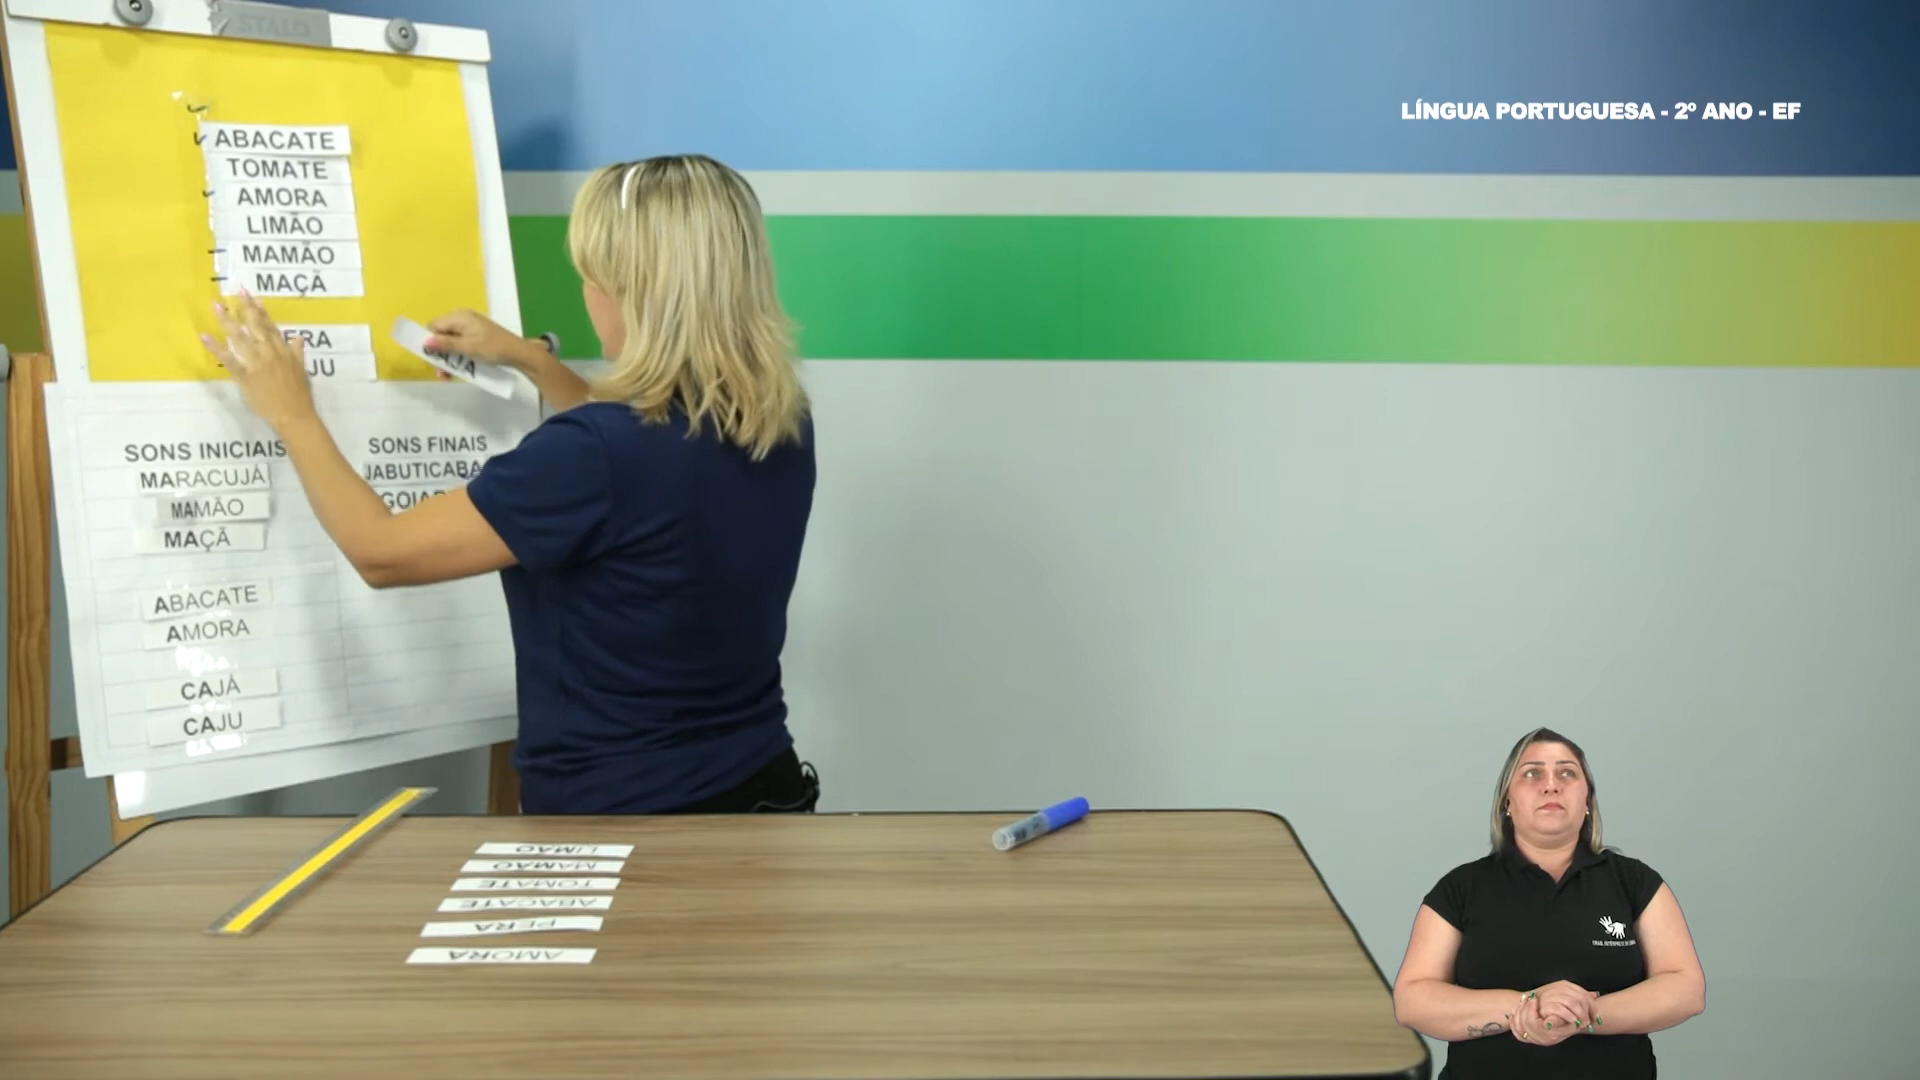 STALO
LÍNGUA PORTUGUESA - 2º ANO - EF
ABACATE
TOMATE
AMORA
LIMÃO
MAMÃO
MAÇÃ
SONS INICIAIS
MARACUJÁ
MAMÃO
MAÇÃ
ABACATE
AMORA
CAJÁ
CAJU
SONS FINAIS
JABUTICABA
LIMÃO
MAMÃO
TOMATE
ABACATE
PERA
AMORA